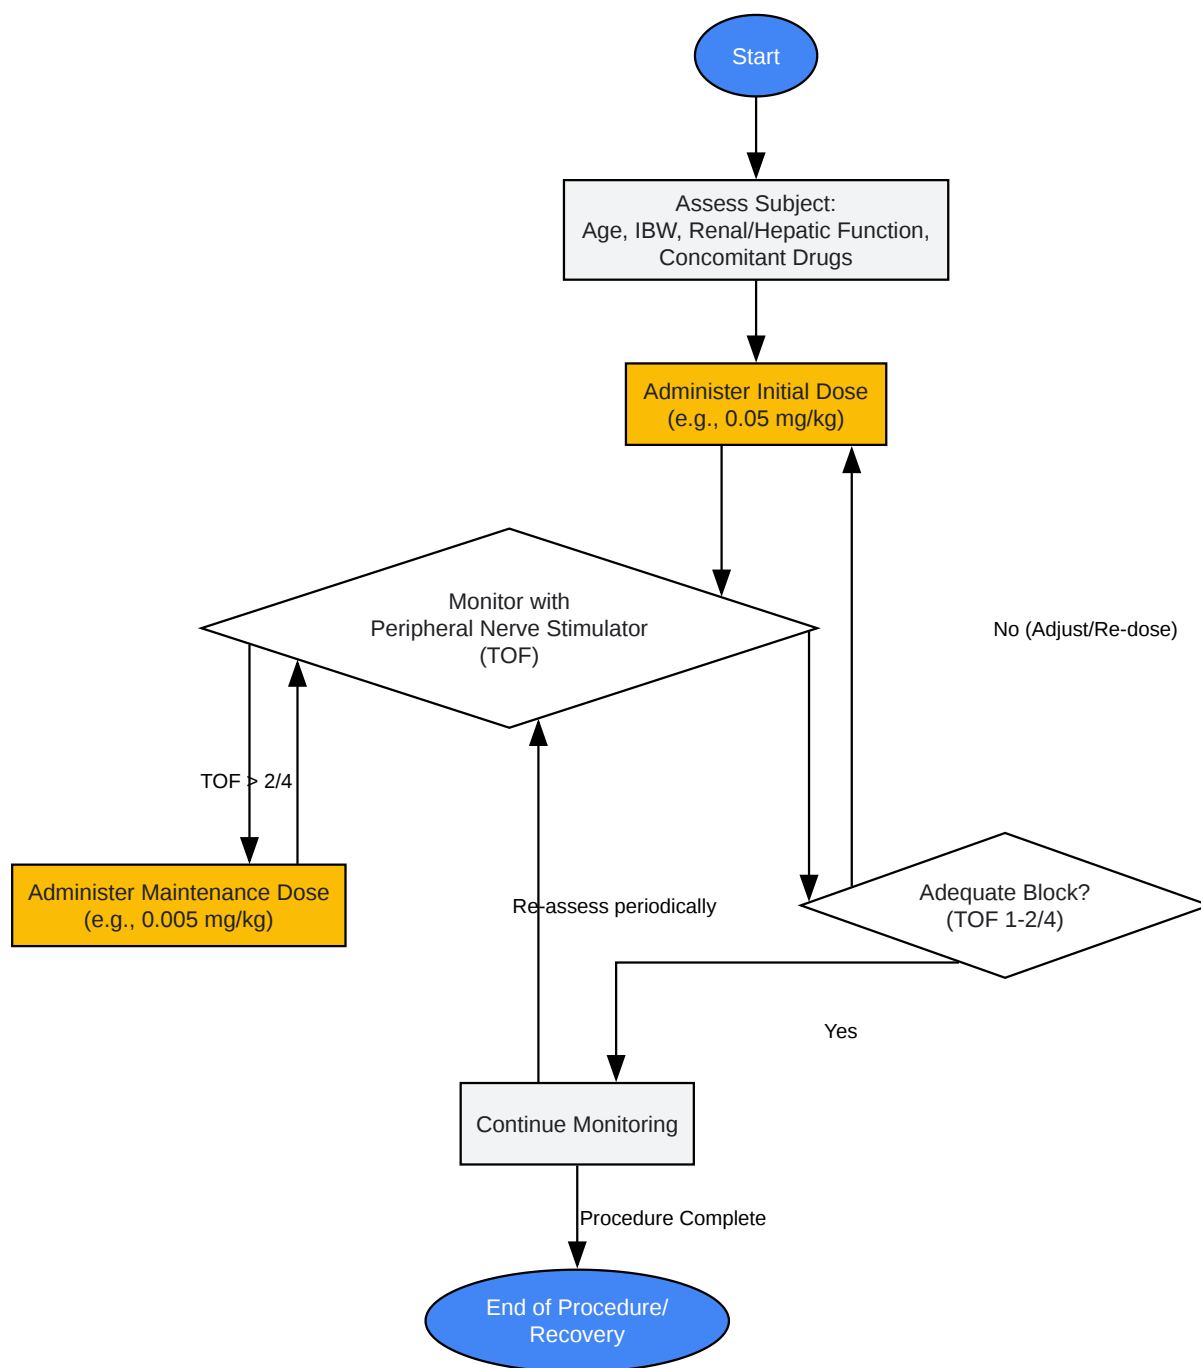 Start
Assess Subject:
Age, IBW, Renal/Hepatic Function,
Concomitant Drugs
Administer Initial Dose
(e.g., 0.05 mg/kg)
Monitor with
Peripheral Nerve Stimulator
(TOF)
No (Adjust/Re-dose)
TOF > 2/4
Administer Maintenance Dose
(e.g., 0.005 mg/kg)
Re-assess periodically
Adequate Block?
(TOF 1-2/4)
Yes
Continue Monitoring
Procedure Complete
End of Procedure/
Recovery